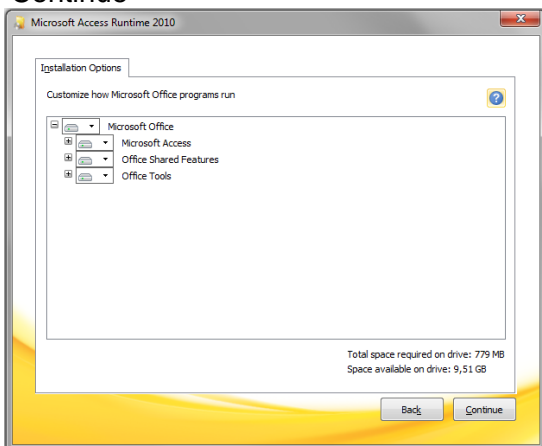 Continue
Microsoft Access Runtime 2010
Installation Options
Customize how Microsoft Office programs run
Microsoft Office
Microsoft Access
Office Shared Features
Office Tools
Total space required on drive: 779 MB
Space available on drive: 9,51 GB
Back Continue